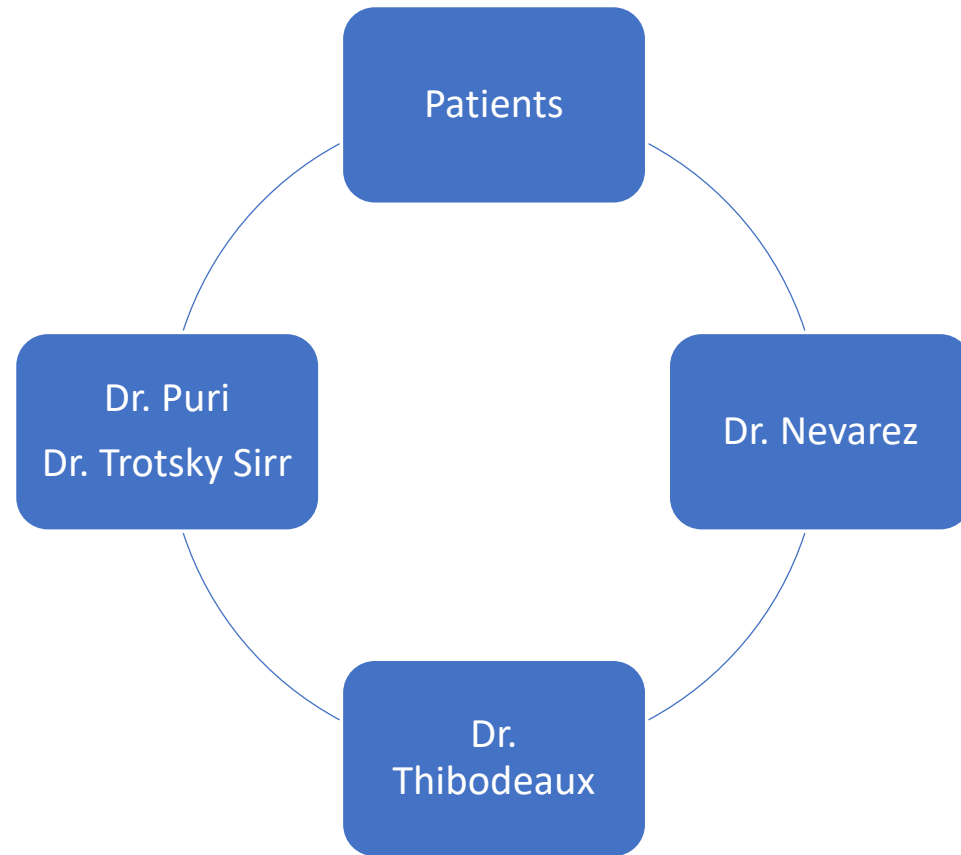 Patients
Dr. Puri
Dr. Trotsky Sirr
Dr. Nevarez
Dr.
Thibodeaux